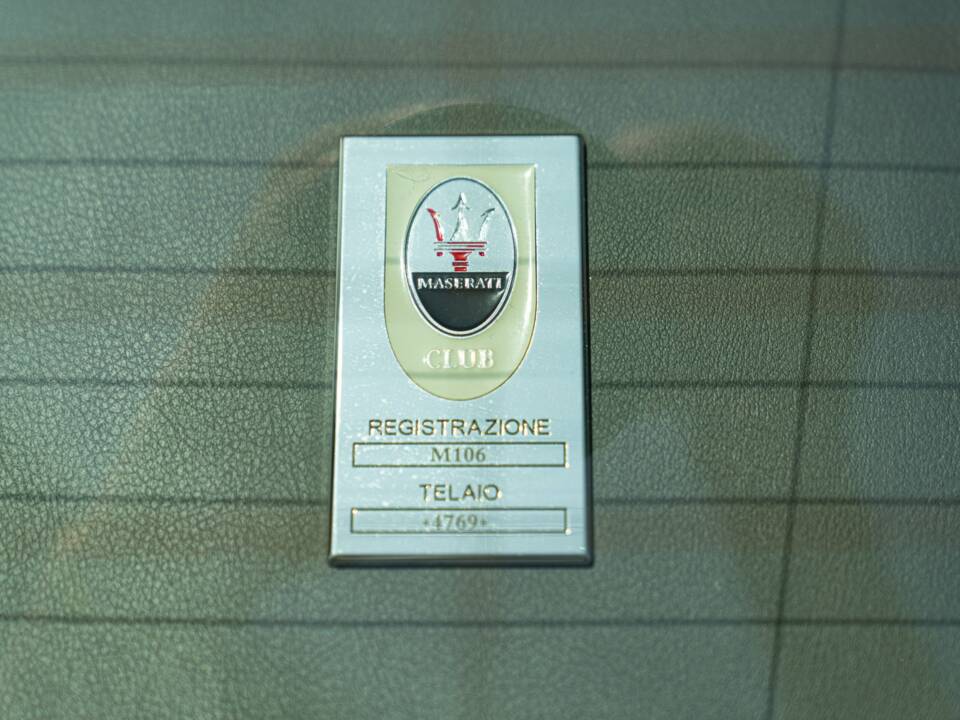 MASERATI
CLUB
REGISTRAZIONE
M106
TELAIO
•4769•